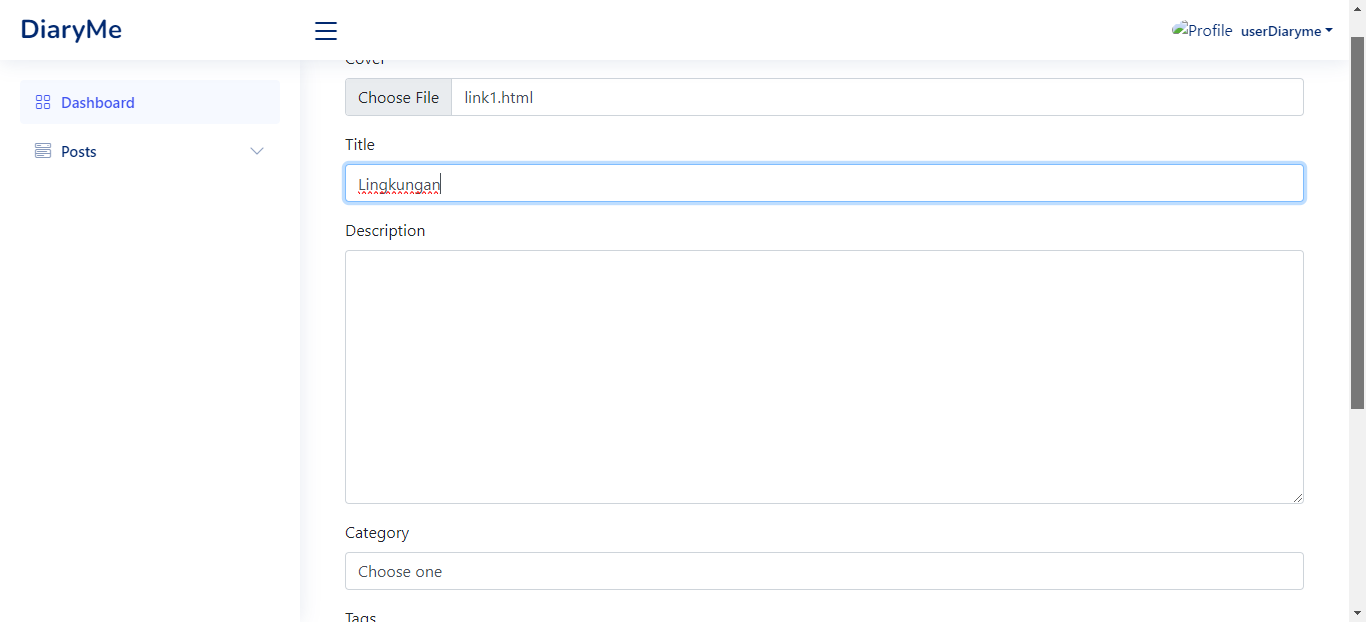 DiaryMe
Profile userDiaryme
Dashboard
Posts
Cover
Choose File link1.html
Title
Lingkungan
Description
Category
Choose one
Tags